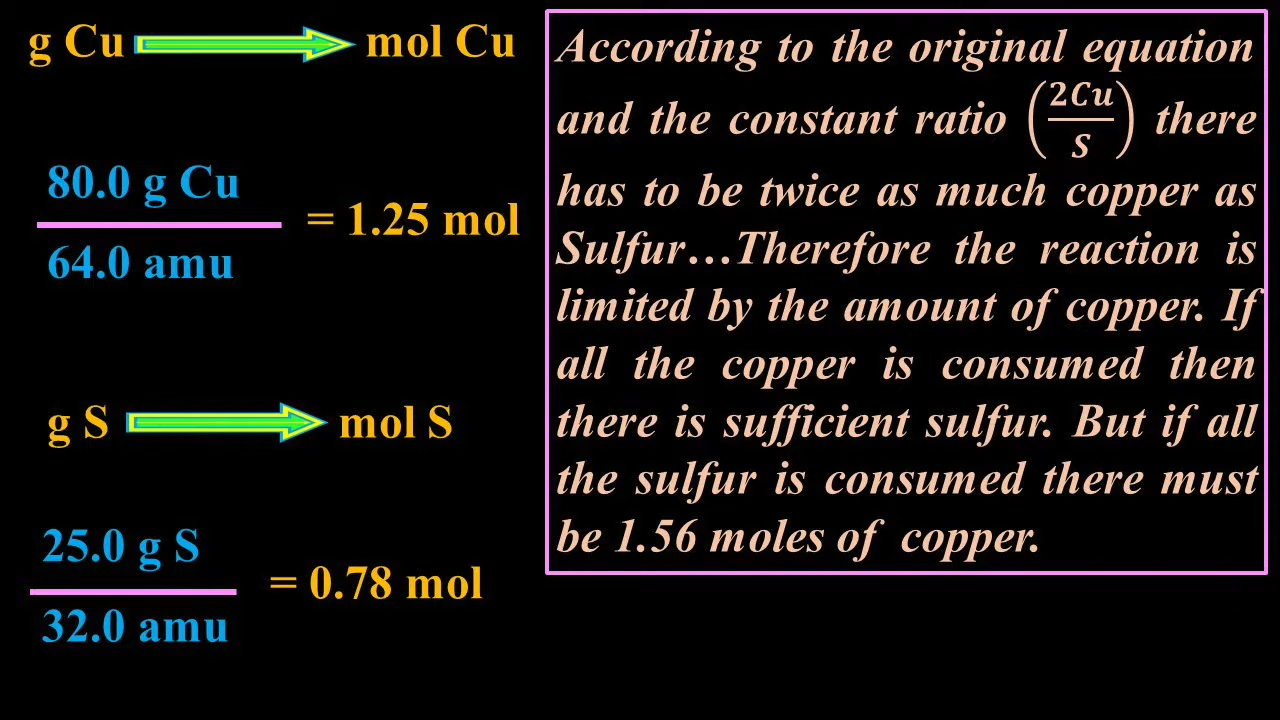 g Cu mol Cu
80.0 g Cu
64.0 amu
= 1.25 mol
g S mol S
25.0 g S
32.0 amu
= 0.78 mol
According to the original equation
and the constant ratio (2Cu/S) there
has to be twice as much copper as
Sulfur…Therefore the reaction is
limited by the amount of copper. If
all the copper is consumed then
there is sufficient sulfur. But if all
the sulfur is consumed there must
be 1.56 moles of copper.